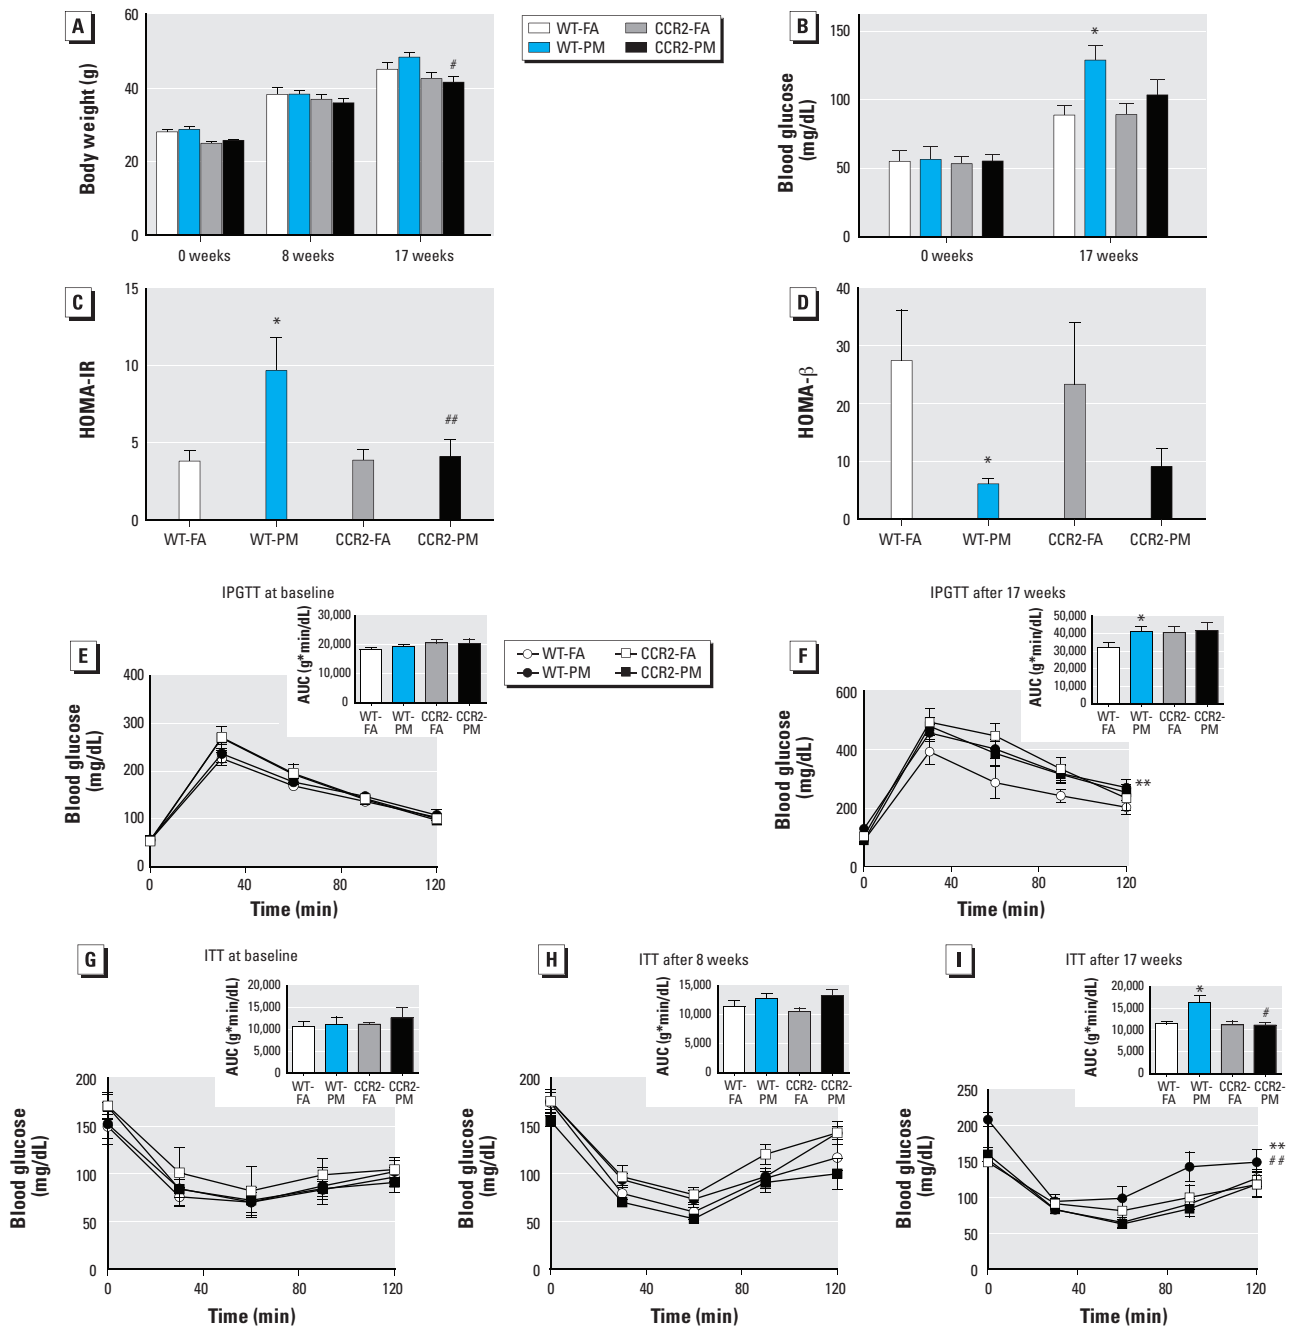 A
Body weight (g)
60
40
20
0
0 weeks
8 weeks
17 weeks
#
WT-FA
CCR2-FA
WT-PM
CCR2-PM
B
Blood glucose
(mg/dL)
150
100
50
0
*
0 weeks
17 weeks
C
HOMA-IR
15
10
5
0
*
##
WT-FA
WT-PM
CCR2-FA
CCR2-PM
D
HOMA-β
40
30
20
10
0
*
WT-FA
WT-PM
CCR2-FA
CCR2-PM
IPGTT at baseline
E
Blood glucose
(mg/dL)
400
300
200
100
0
0
40
80
120
Time (min)
AUC (g*min/dL)
30,000
20,000
10,000
0
WT-
FA
WT-
PM
CCR2-
FA
CCR2-
PM
WT-FA
CCR2-FA
WT-PM
CCR2-PM
IPGTT after 17 weeks
F
Blood glucose
(mg/dL)
600
400
200
0
0
40
80
120
Time (min)
**
AUC (g*min/dL)
50,000
40,000
30,000
20,000
10,000
0
*
WT-
FA
WT-
PM
CCR2-
FA
CCR2-
PM
G
ITT at baseline
AUC (g*min/dL)
20,000
15,000
10,000
5,000
0
WT-
FA
WT-
PM
CCR2-
FA
CCR2-
PM
Blood glucose
(mg/dL)
200
150
100
50
0
0
40
80
120
Time (min)
H
ITT after 8 weeks
AUC (g*min/dL)
15,000
10,000
5,000
0
WT-
FA
WT-
PM
CCR2-
FA
CCR2-
PM
Blood glucose
(mg/dL)
200
150
100
50
0
0
40
80
120
Time (min)
I
ITT after 17 weeks
AUC (g*min/dL)
20,000
15,000
10,000
5,000
0
*
#
WT-
FA
WT-
PM
CCR2-
FA
CCR2-
PM
Blood glucose
(mg/dL)
250
200
150
100
50
0
**
##
0
40
80
120
Time (min)